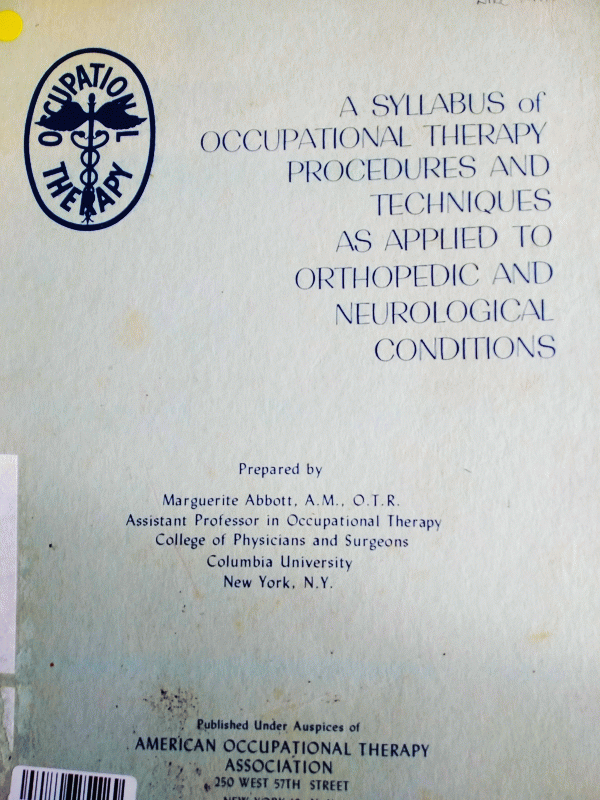 OCCUPATIONAL
THERAPY
A SYLLABUS of
OCCUPATIONAL THERAPY
PROCEDURES AND
TECHNIQUES
AS APPLIED TO
ORTHOPEDIC AND
NEUROLOGICAL
CONDITIONS
Prepared by
Marguerite Abbott, A.M., O.T.R.
Assistant Professor in Occupational Therapy
College of Physicians and Surgeons
Columbia University
New York, N.Y.
Published Under Auspices of
AMERICAN OCCUPATIONAL THERAPY
ASSOCIATION
250 WEST 57TH STREET
NEW YORK